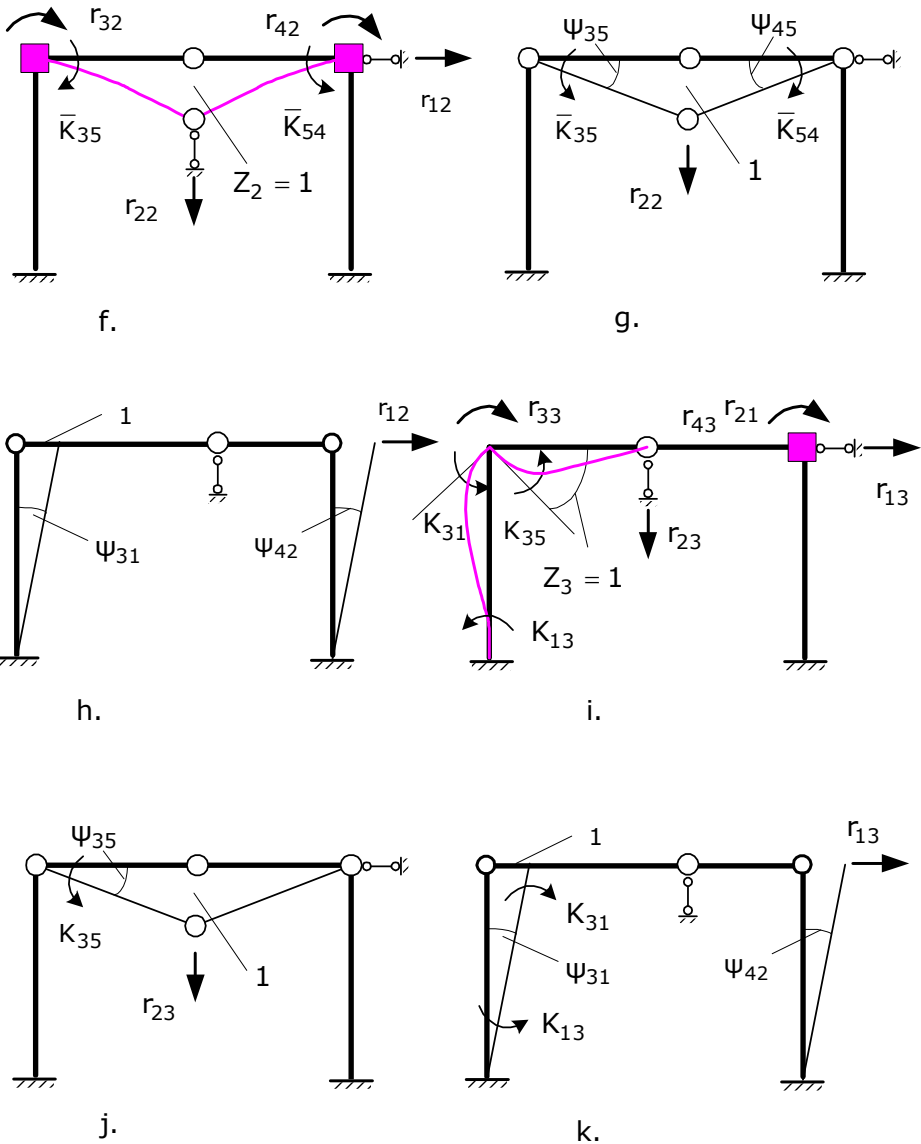 r32
r42
r12
K̅35
K̅54
Z2 = 1
r22
f.
Ψ35
Ψ45
K̅35
K̅54
1
r22
g.
1
r12
Ψ31
Ψ42
h.
r33
r43
r21
K31
K35
r13
r23
Z3 = 1
K13
i.
Ψ35
K35
1
r23
j.
1
r13
K31
Ψ31
Ψ42
K13
k.